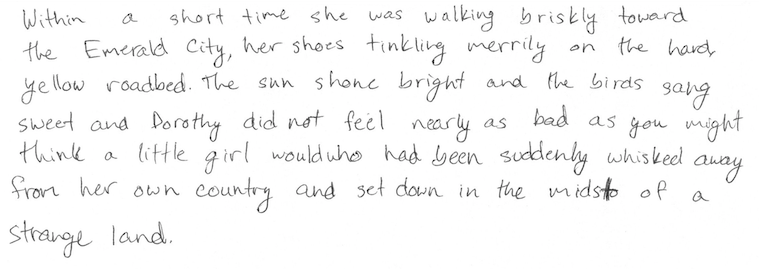 Within a short time she was walking briskly toward
the Emerald City, her shoes tinkling merrily on the hard,
yellow roadbed. The sun shone bright and the birds sang
sweet and Dorothy did not feel nearly as bad as you might
think a little girl would who had been suddenly whisked away
from her own country and set down in the midst of a
strange land.